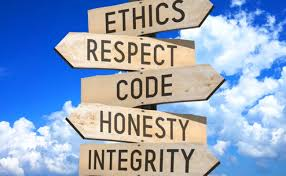 ETHICS
RESPECT
CODE
HONESTY
INTEGRITY